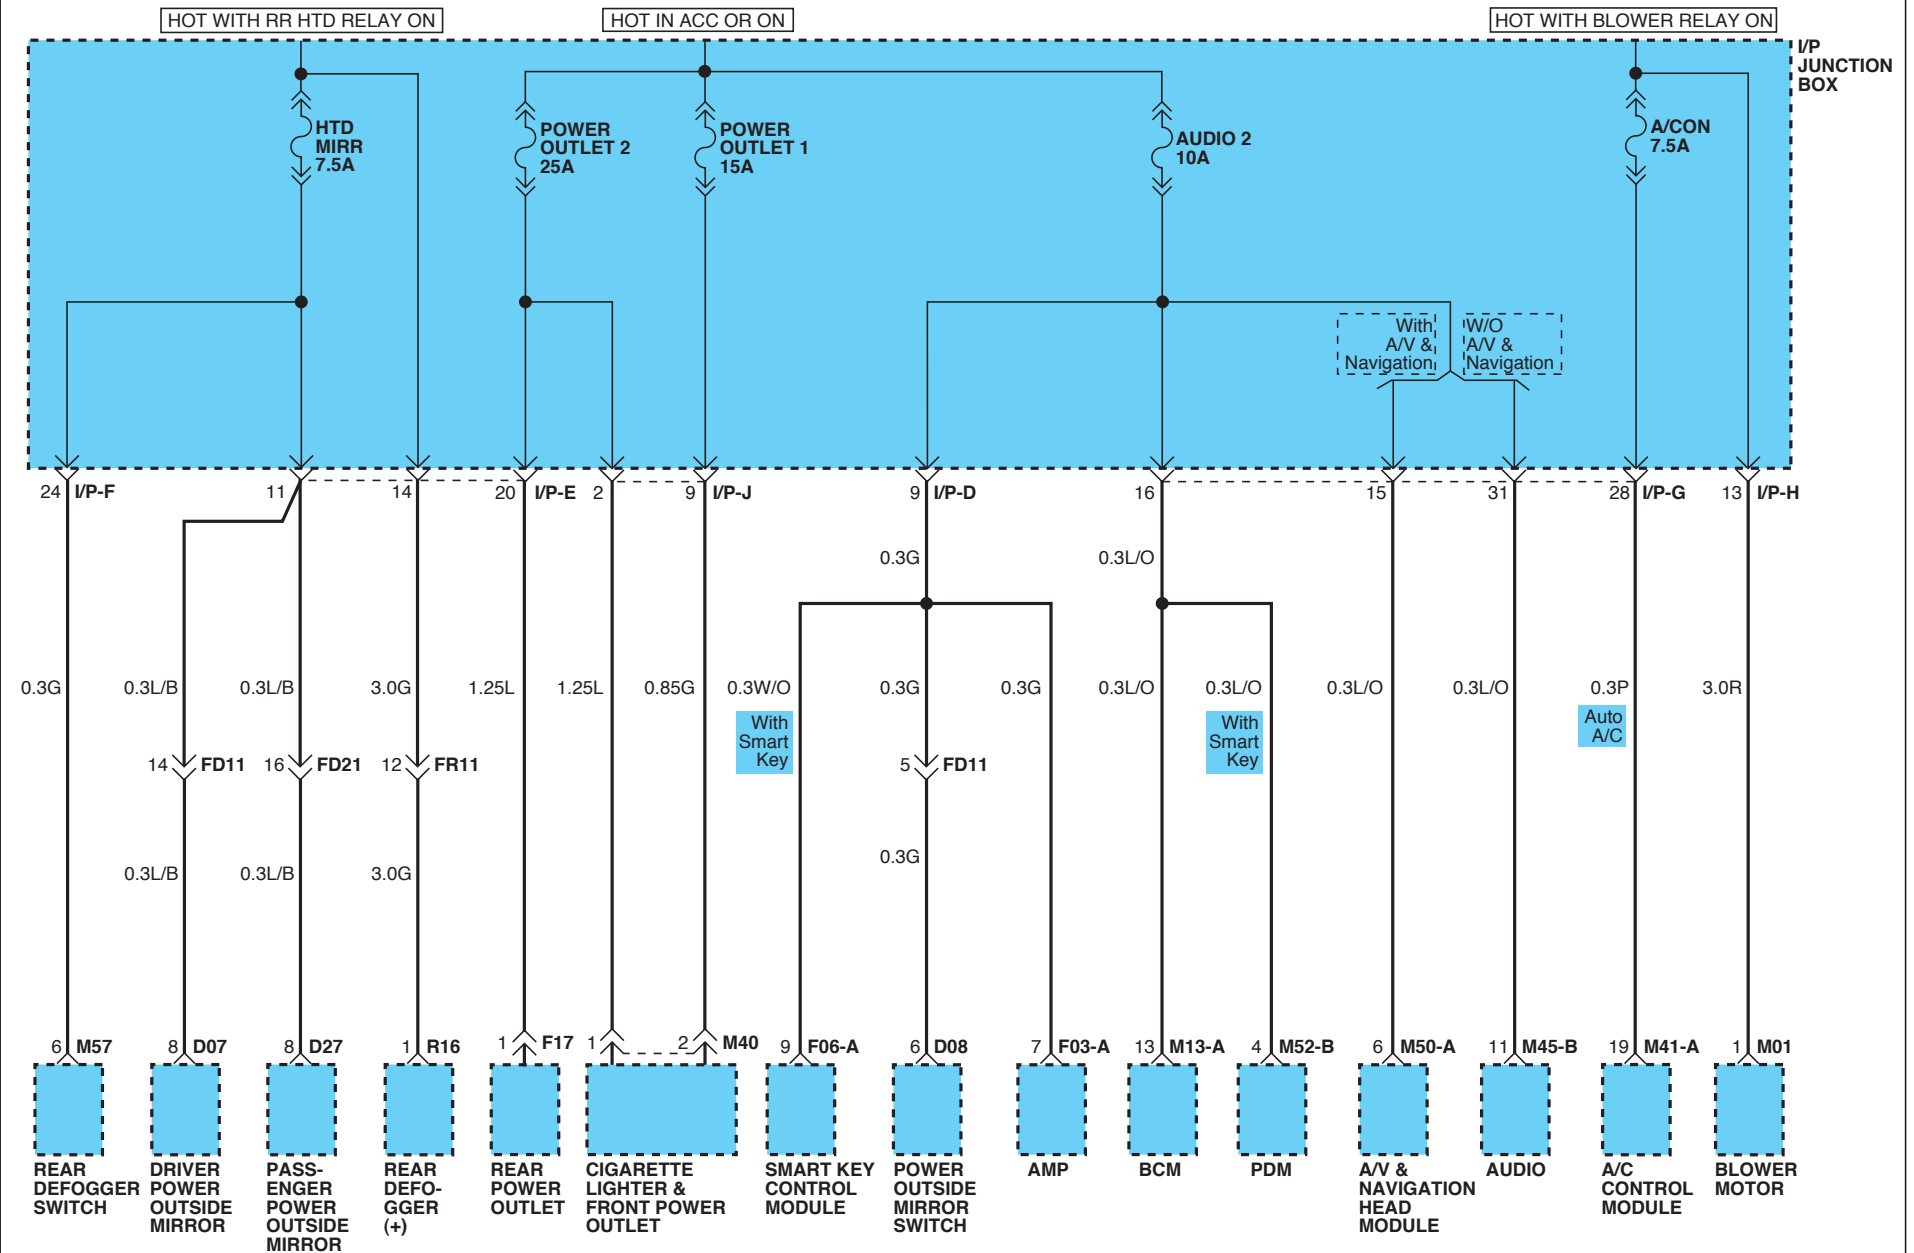 HOT WITH RR HTD RELAY ON
HOT IN ACC OR ON
HOT WITH BLOWER RELAY ON
I/P
JUNCTION
BOX
HTD
MIRR
7.5A
POWER
OUTLET 2
25A
POWER
OUTLET 1
15A
AUDIO 2
10A
A/CON
7.5A
With
A/V &
Navigation
W/O
A/V &
Navigation
24 I/P-F
11
14
20 I/P-E
2
9 I/P-J
9 I/P-D
16
15
31
28 I/P-G
13 I/P-H
0.3G
0.3L/O
0.3G
0.3L/B
0.3L/B
3.0G
1.25L
1.25L
0.85G
0.3W/O
0.3G
0.3G
0.3L/O
0.3L/O
0.3L/O
0.3L/O
0.3P
3.0R
With
Smart
Key
With
Smart
Key
Auto
A/C
14 FD11
16 FD21
12 FR11
5 FD11
0.3L/B
0.3L/B
3.0G
0.3G
6 M57
8 D07
8 D27
1 R16
1 F17
1
2 M40
9 F06-A
6 D08
7 F03-A
13 M13-A
4 M52-B
6 M50-A
11 M45-B
19 M41-A
1 M01
REAR
DEFOGGER
SWITCH
DRIVER
POWER
OUTSIDE
MIRROR
PASS-
ENGER
POWER
OUTSIDE
MIRROR
REAR
DEFO-
GGER
(+)
REAR
POWER
OUTLET
CIGARETTE
LIGHTER &
FRONT POWER
OUTLET
SMART KEY
CONTROL
MODULE
POWER
OUTSIDE
MIRROR
SWITCH
AMP
BCM
PDM
A/V &
NAVIGATION
HEAD
MODULE
AUDIO
A/C
CONTROL
MODULE
BLOWER
MOTOR